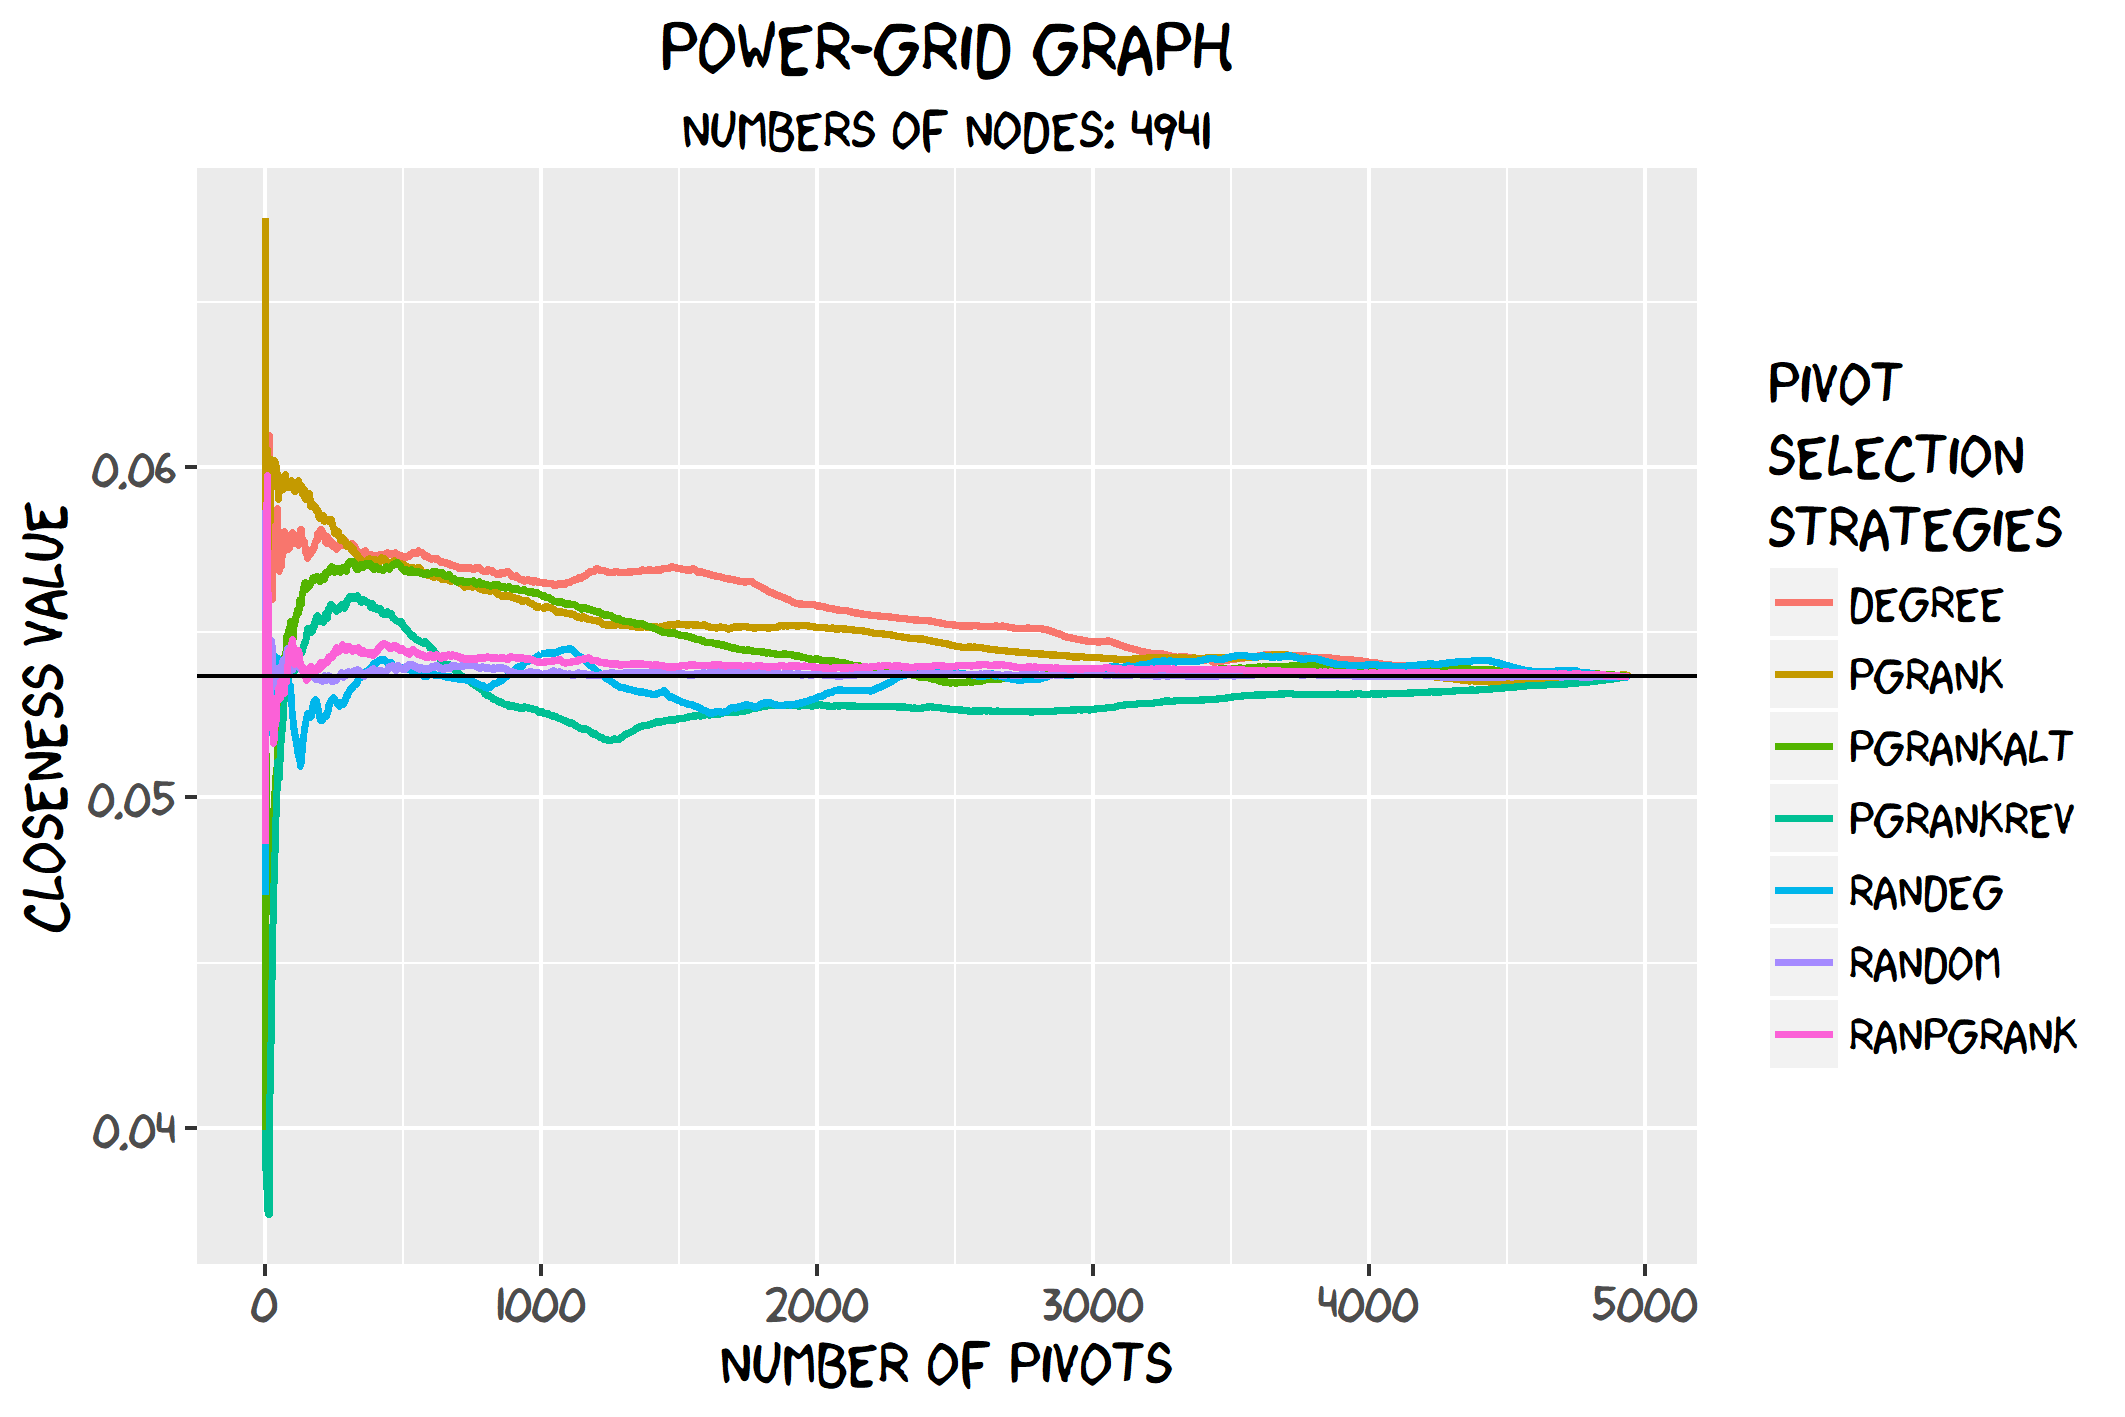 POWER-GRID GRAPH
NUMBERS OF NODES: 4941
CLOSENESS VALUE
0.06
0.05
0.04
0 1000 2000 3000 4000 5000
NUMBER OF PIVOTS
PIVOT
SELECTION
STRATEGIES
DEGREE
PGRANK
PGRANKALT
PGRANKREV
RANDEG
RANDOM
RANPGRANK